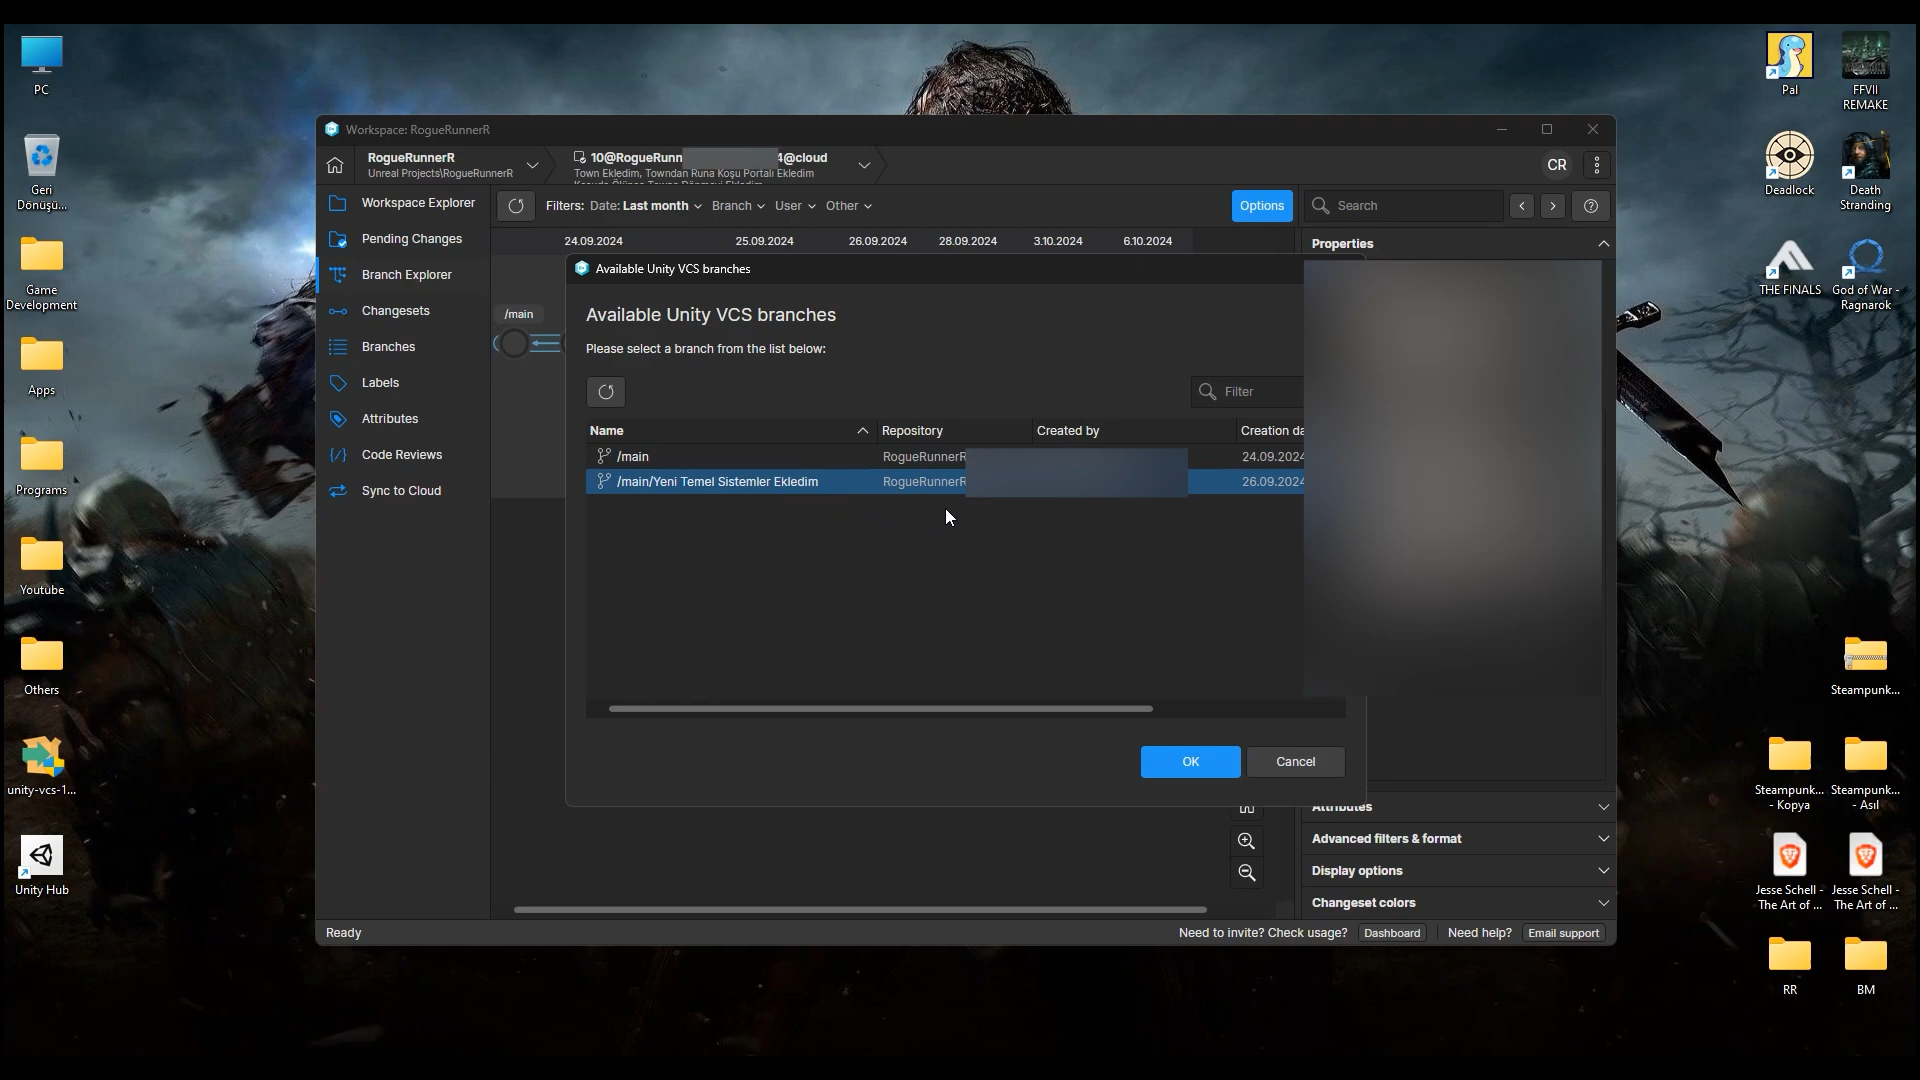 PC
Geri
Dönüşü...
Game
Development
Apps
Programs
Youtube
Others
unity-vcs-1...
Unity Hub
Workspace: RogueRunnerR
RogueRunnerR
Unreal Projects\RogueRunnerR
10@RogueRunn
4@cloud
Town Ekledim, Towndan Runa Koşu Portalı Ekledim
CR
Workspace Explorer
Pending Changes
Branch Explorer
Changesets
Branches
Labels
Attributes
Code Reviews
Sync to Cloud
Filters: Date: Last month Branch User Other
Options
Search
24.09.2024 25.09.2024 26.09.2024 28.09.2024 3.10.2024 6.10.2024
/main
Properties
Available Unity VCS branches
Available Unity VCS branches
Please select a branch from the list below:
Filter
Name Repository Created by Creation da
/main RogueRunnerR 24.09.2024
/main/Yeni Temel Sistemler Ekledim RogueRunnerR 26.09.2024
OK Cancel
Attributes
Advanced filters & format
Display options
Changeset colors
Ready
Need to invite? Check usage? Dashboard Need help? Email support
Pal
FFVII
REMAKE
Deadlock
Death
Stranding
THE FINALS
God of War -
Ragnarok
Steampunk...
Steampunk...
- Kopya
Steampunk...
- Asıl
Jesse Schell -
The Art of ...
Jesse Schell -
The Art of ...
RR
BM